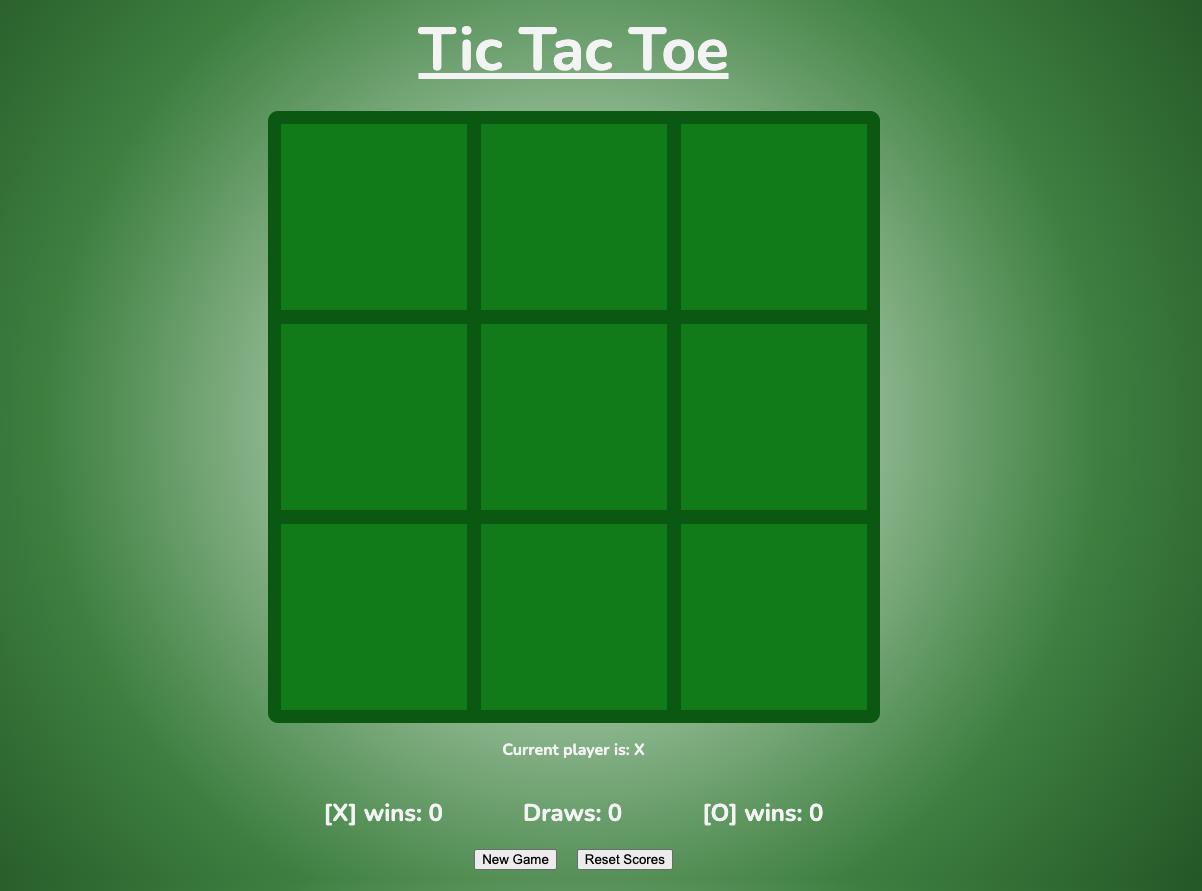 Tic Tac Toe
Current player is: X
[X] wins: 0 Draws: 0 [O] wins: 0
New Game Reset Scores